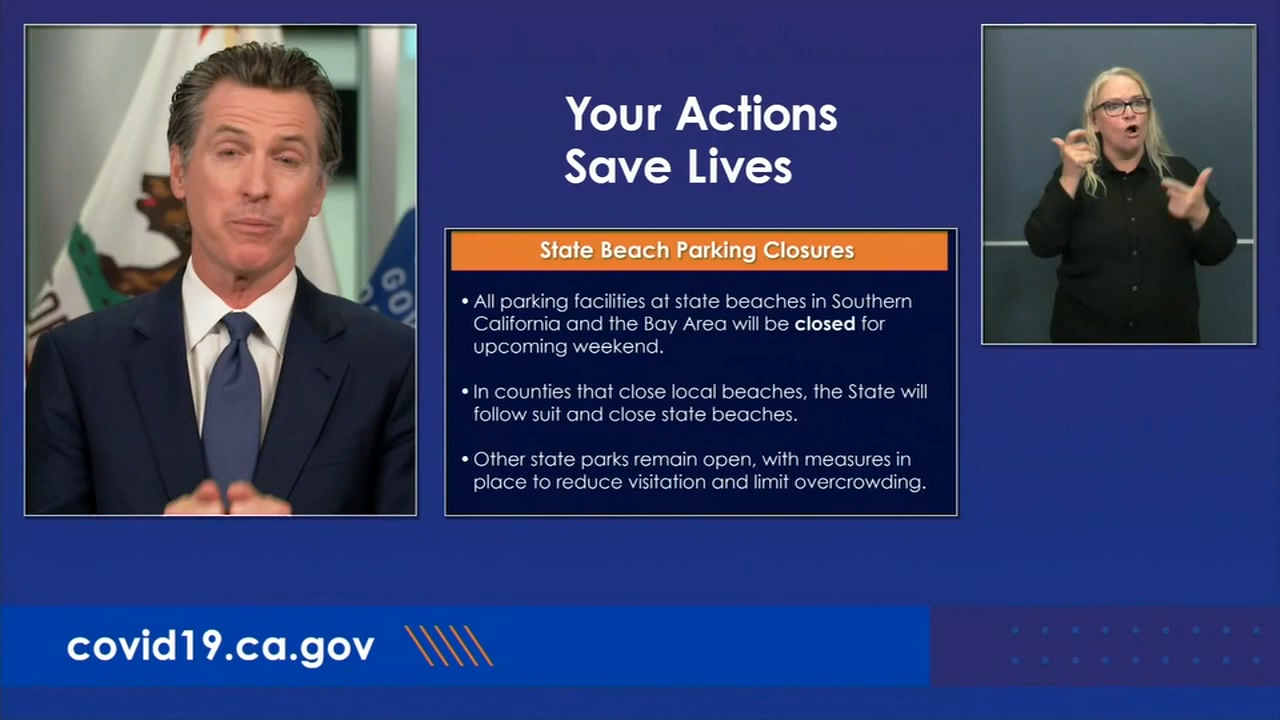 Your Actions
Save Lives
State Beach Parking Closures
• All parking facilities at state beaches in Southern
California and the Bay Area will be closed for
upcoming weekend.
• In counties that close local beaches, the State will
follow suit and close state beaches.
• Other state parks remain open, with measures in
place to reduce visitation and limit overcrowding.
covid19.ca.gov